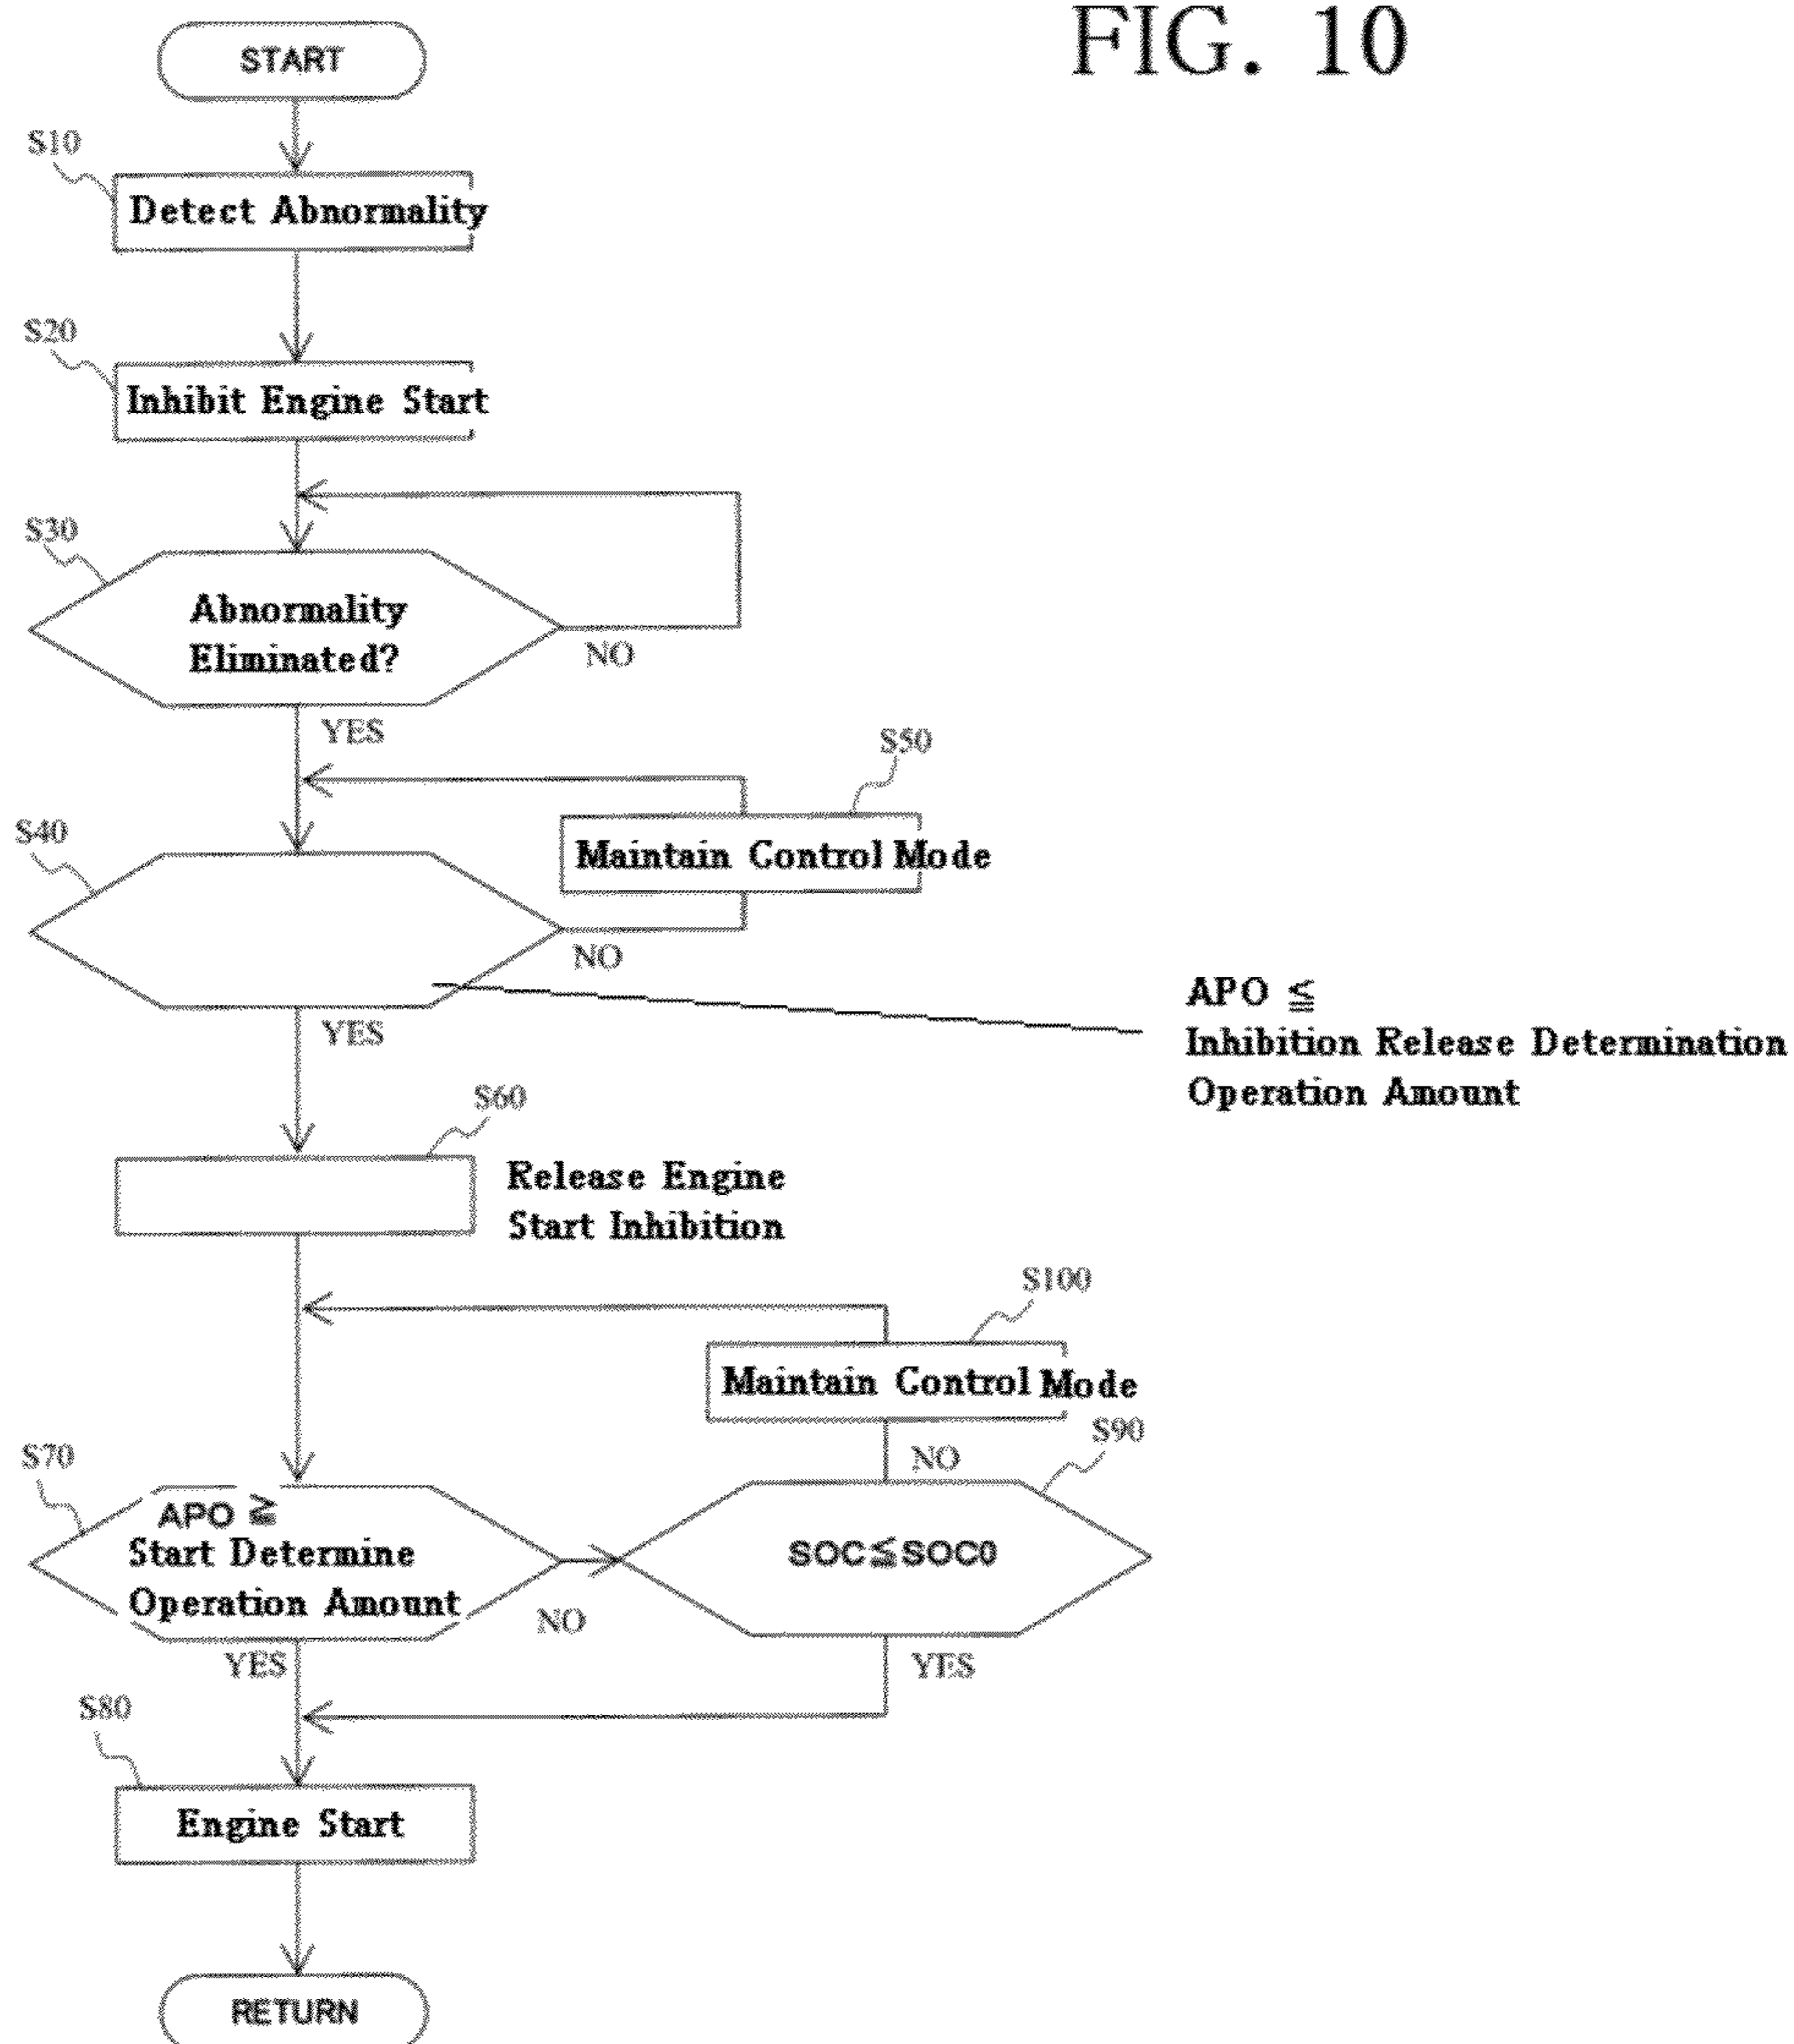 FIG. 10
START
S10
Detect Abnormality
S20
Inhibit Engine Start
S30
Abnormality
Eliminated?
NO
YES
S50
Maintain Control Mode
S40
NO
YES
APO ≦
Inhibition Release Determination
Operation Amount
S60
Release Engine
Start Inhibition
S100
Maintain Control Mode
NO
S90
S70
APO ≧
Start Determine
Operation Amount
NO
YES
SOC≦SOC0
YES
S80
Engine Start
RETURN